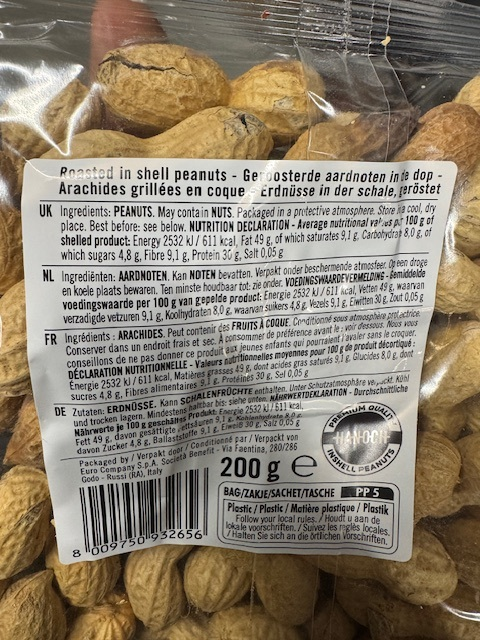 Roasted in shell peanuts - Geroosterde aardnoten in de dop -
Arachides grillées en coque - Erdnüsse in der schale, geröstet
UK Ingredients: PEANUTS. May contain NUTS. Packaged in a protective atmosphere. Store in a cool, dry
place. Best before: see below. NUTRITION DECLARATION - Average nutritional values per 100 g of
shelled product: Energy 2532 kJ / 611 kcal, Fat 49 g, of which saturates 9,1 g, Carbohydrate 8,0 g, of
which sugars 4,8 g, Fibre 9,1 g, Protein 30 g, Salt 0,05 g
NL Ingrediënten: AARDNOTEN. Kan NOTEN bevatten. Verpakt onder beschermende atmosfeer. Op een droge
en koele plaats bewaren. Ten minste houdbaar tot: zie onder. VOEDINGSWAARDEVERMELDING - Gemiddelde
voedingswaarde per 100 g van gepelde product: Energie 2532 kJ / 611 kcal, Vetten 49 g, waarvan
verzadigde vetzuren 9,1 g, Koolhydraten 8,0 g, waarvan suikers 4,8 g, Vezels 9,1 g, Eiwitten 30 g, Zout 0,05 g
FR Ingrédients : ARACHIDES. Peut contenir des FRUITS À COQUE. Conditionné sous atmosphère protectrice.
Conserver dans un endroit frais et sec. À consommer de préférence avant le : voir dessous. Nous vous
conseillons de ne pas donner ce produit aux jeunes enfants qui pourraient l'avaler sans le croquer.
DÉCLARATION NUTRITIONNELLE - Valeurs nutritionnelles moyennes pour 100 g de produit décortiqué :
Énergie 2532 kJ / 611 kcal, Matières grasses 49 g, dont acides gras saturés 9,1 g, Glucides 8,0 g, dont
sucres 4,8 g, Fibres alimentaires 9,1 g, Protéines 30 g, Sel 0,05 g
DE Zutaten: ERDNÜSSE. Kann SCHALENFRÜCHTE enthalten. Unter Schutzatmosphäre verpackt. Kühl
und trocken lagern. Mindestens haltbar bis: siehe unten. NÄHRWERTDEKLARATION - Durchschnittliche
Nährwerte je 100 g geschältes Produkt: Energie 2532 kJ / 611 kcal,
Fett 49 g, davon gesättigte Fettsäuren 9,1 g, Kohlenhydrate 8,0 g,
davon Zucker 4,8 g, Ballaststoffe 9,1 g, Eiweiß 30 g, Salz 0,05 g
Packaged by / Verpakt door / Conditionné par / Verpackt von
Euro Company S.p.A. Società Benefit - Via Faentina, 280/286
Godo - Russi (RA), Italy
PREMIUM QUALITY
HANOCH
INSHELL PEANUTS
200 g e
BAG/ZAKJE/SACHET/TASCHE PP 5
Plastic / Plastic / Matière plastique / Plastik
Follow your local rules. / Houdt u aan de
lokale voorschriften. / Suivez les règles locales.
/ Halten Sie sich an die örtlichen Vorschriften.
8 009750 932656